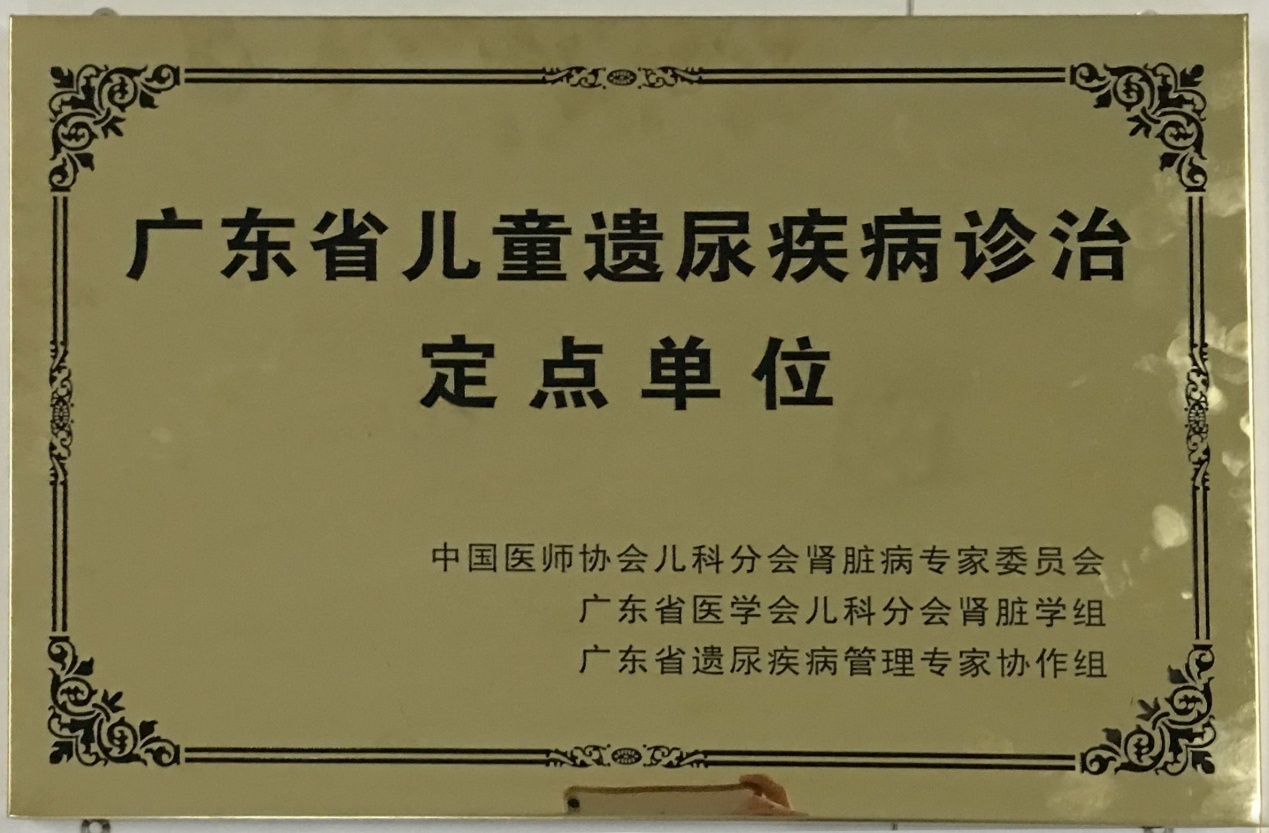 广东省儿童遗尿疾病诊治
定点单位
中国医师协会儿科分会肾脏病专家委员会
广东省医学会儿科分会肾脏学组
广东省遗尿疾病管理专家协作组